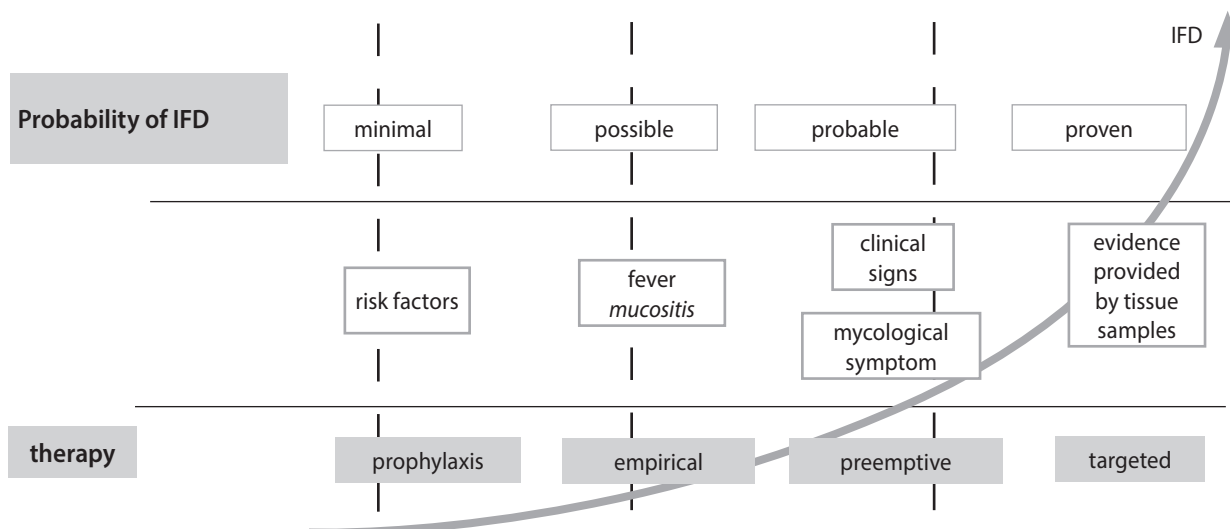 IFD
Probability of IFD
minimal
possible
probable
proven
risk factors
fever
mucositis
clinical
signs
mycological
symptom
evidence
provided
by tissue
samples
therapy
prophylaxis
empirical
preemptive
targeted